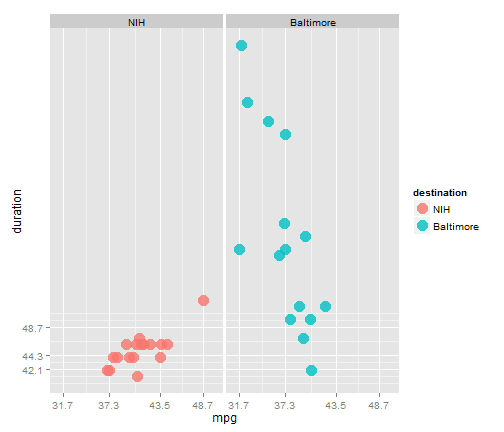 NIH Baltimore
duration
48.7
44.3
42.1
31.7 37.3 43.5 48.7 31.7 37.3 43.5 48.7
mpg
destination
NIH
Baltimore